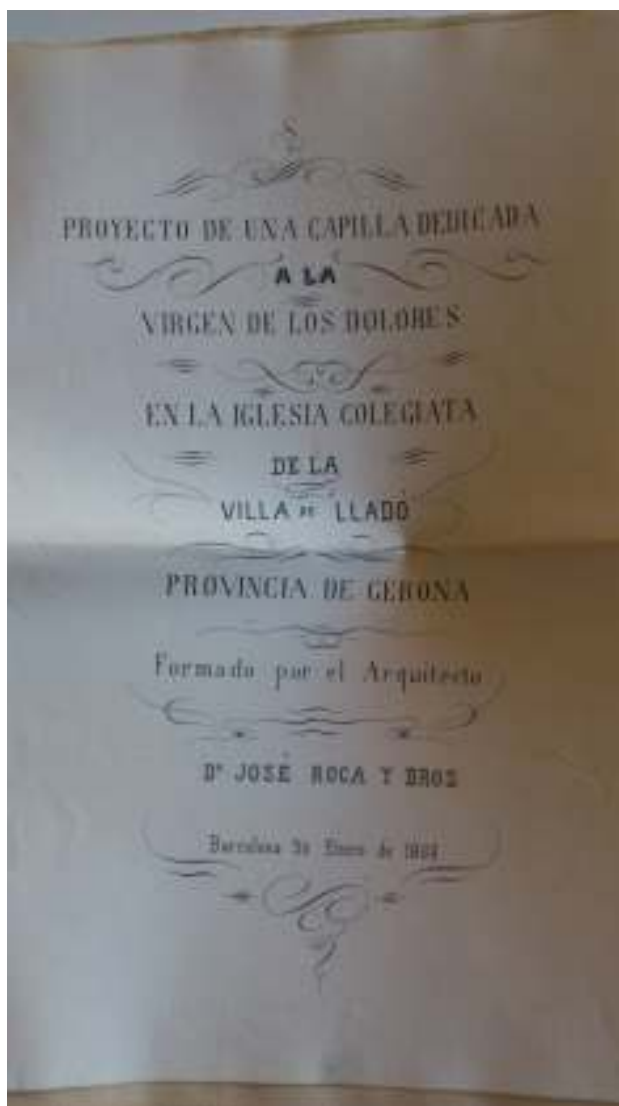 PROYECTO DE UNA CAPILLA DEDICADA
Á LA
VIRGEN DE LOS DOLORES
EN LA IGLESIA COLEGIATA
DE LA
VILLA DE LLADÓ
PROVINCIA DE GERONA
Formado por el Arquitecto
Dn JOSÉ ROCA Y BROS
Barcelona Enero de